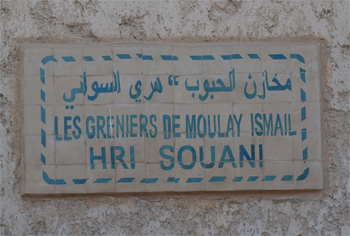 مخازن الحبوب “ هري السواني
LES GRENIERS DE MOULAY ISMAIL
HRI SOUANI